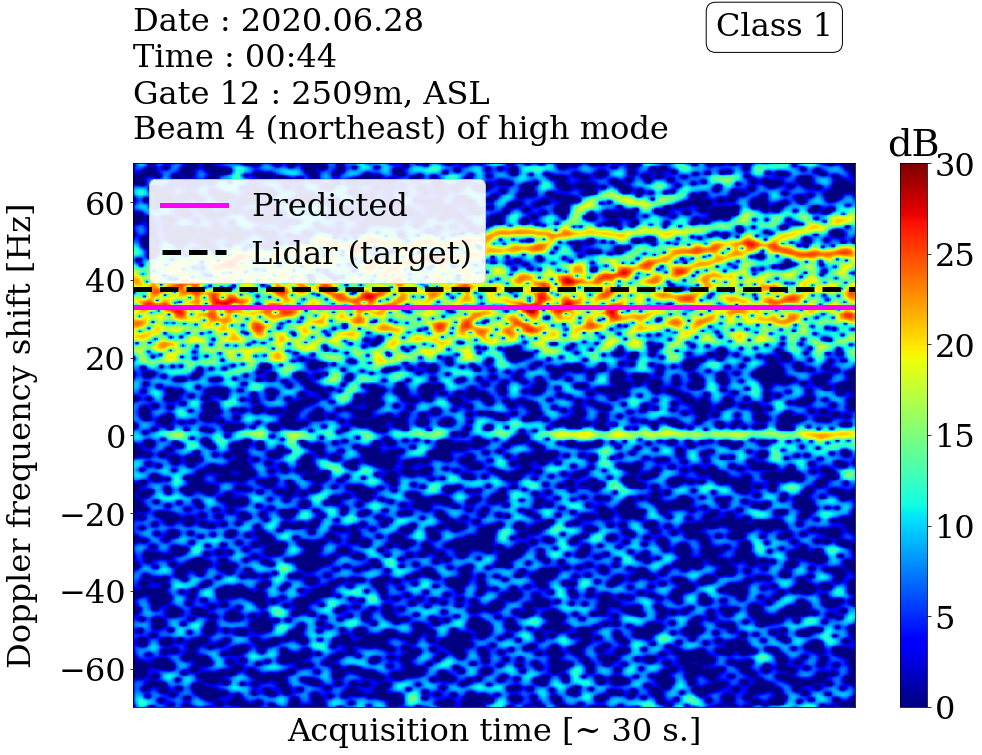 Date : 2020.06.28
Time : 00:44
Gate 12 : 2509m, ASL
Beam 4 (northeast) of high mode
Class 1
dB
Predicted
Lidar (target)
Doppler frequency shift [Hz]
60
40
20
0
−20
−40
−60
30
25
20
15
10
5
0
Acquisition time [~ 30 s.]